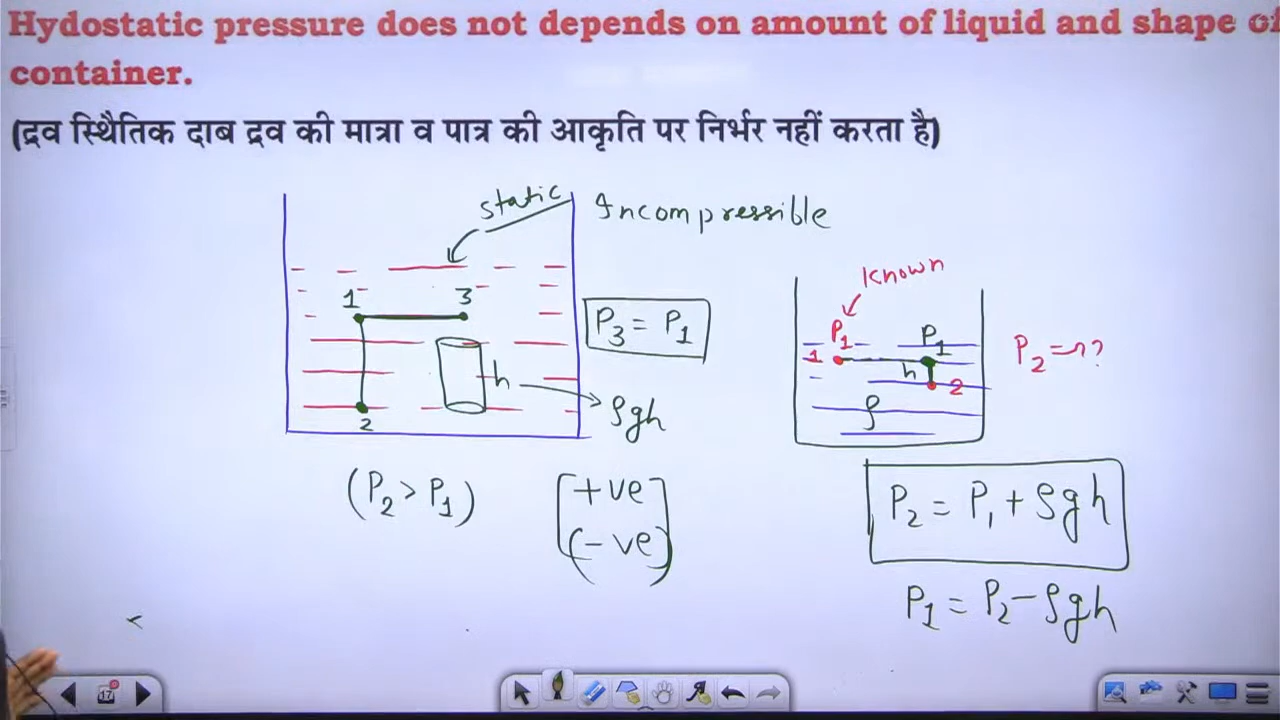 Hydostatic pressure does not depends on amount of liquid and shape of
container.
(द्रव स्थैतिक दाब द्रव की मात्रा व पात्र की आकृति पर निर्भर नहीं करता है)
static
Incompressible
Known
1 3
P₃ = P₁
P₁ P₁
1
h
2
P₂ = ??
h
ρgh
ρ
2
(P₂ > P₁)
+ve
(-ve)
P₂ = P₁ + ρgh
P₁ = P₂ - ρgh
17